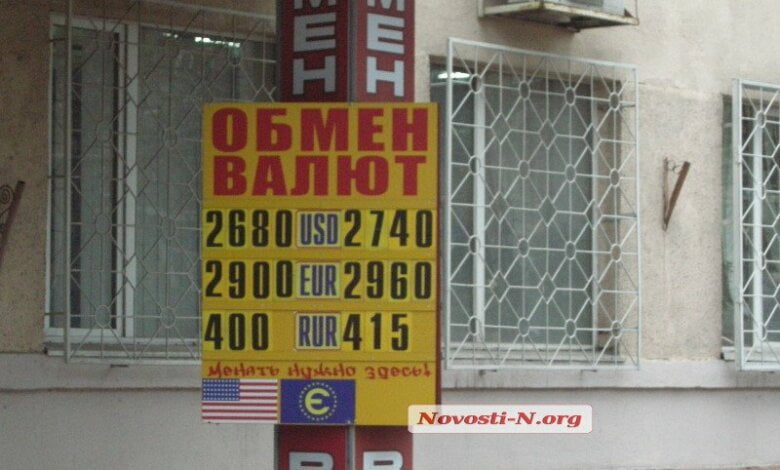 МЕН
МЕН
ОБМЕН
ВАЛЮТ
2680 USD 2740
2900 EUR 2960
400 RUR 415
Менять нужно здесь!
Novosti-N.org
В
В